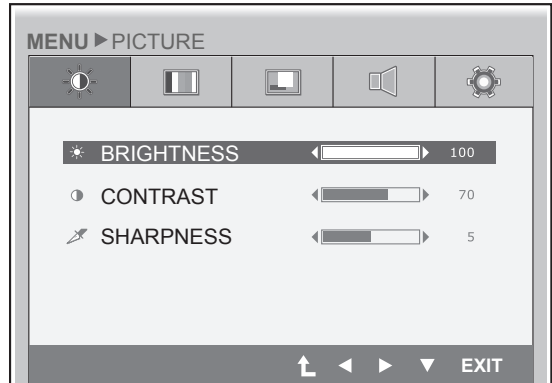 MENU ► PICTURE
BRIGHTNESS 100
CONTRAST 70
SHARPNESS 5
EXIT